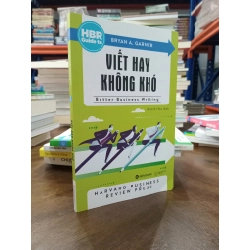 HBR
Guide to
BRYAN A. GARNER
VIẾT HAY
KHÔNG KHÓ
Better Business Writing
HARVARD BUSINESS
REVIEW PRESS